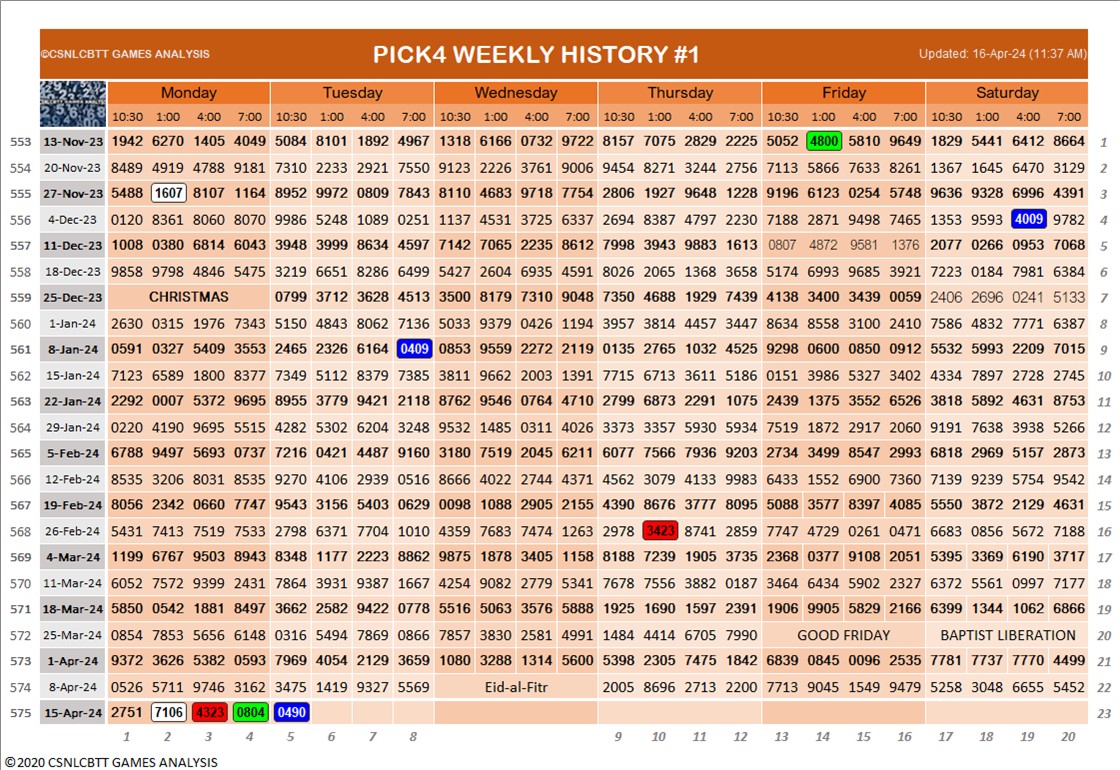 ©CSNLCBTT GAMES ANALYSIS PICK4 WEEKLY HISTORY #1 Updated: 16-Apr-24 (11:37 AM)
Monday Tuesday Wednesday Thursday Friday Saturday
10:30 1:00 4:00 7:00 10:30 1:00 4:00 7:00 10:30 1:00 4:00 7:00 10:30 1:00 4:00 7:00 10:30 1:00 4:00 7:00 10:30 1:00 4:00 7:00
553 13-Nov-23 1942 6270 1405 4049 5084 8101 1892 4967 1318 6166 0732 9722 8157 7075 2829 2225 5052 4800 5810 9649 1829 5441 6412 8664 1
554 20-Nov-23 8489 4919 4788 9181 7310 2233 2921 7550 9123 2226 3761 9006 9454 8271 3244 2756 7113 5866 7633 8261 1367 1645 6470 3129 2
555 27-Nov-23 5488 1607 8107 1164 8952 9972 0809 7843 8110 4683 9718 7754 2806 1927 9648 1228 9196 6123 0254 5748 9636 9328 6996 4391 3
556 4-Dec-23 0120 8361 8060 8070 9986 5248 1089 0251 1137 4531 3725 6337 2694 8387 4797 2230 7188 2871 9498 7465 1353 9593 4009 9782 4
557 11-Dec-23 1008 0380 6814 6043 3948 3999 8634 4597 7142 7065 2235 8612 7998 3943 9883 1613 0807 4872 9581 1376 2077 0266 0953 7068 5
558 18-Dec-23 9858 9798 4846 5475 3219 6651 8286 6499 5427 2604 6935 4591 8026 2065 1368 3658 5174 6993 9685 3921 7223 0184 7981 6384 6
559 25-Dec-23 CHRISTMAS 0799 3712 3628 4513 3500 8179 7310 9048 7350 4688 1929 7439 4138 3400 3439 0059 2406 2696 0241 5133 7
560 1-Jan-24 2630 0315 1976 7343 5150 4843 8062 7136 5033 9379 0426 1194 3957 3814 4457 3447 8634 8558 3100 2410 7586 4832 7771 6387 8
561 8-Jan-24 0591 0327 5409 3553 2465 2326 6164 0409 0853 9559 2272 2119 0135 2765 1032 4525 9298 0600 5150 0912 5532 5993 2209 7015 9
562 15-Jan-24 7123 6589 1800 8377 7349 5112 8379 7385 3811 9662 2003 1391 7715 6713 3611 5186 0151 3986 5327 3402 4334 7897 2728 2745 10
563 22-Jan-24 2292 0007 5372 9695 8955 3779 9421 2118 8762 9546 0764 4710 2799 6873 2291 1075 2439 1375 3552 6526 3818 5892 4631 8753 11
564 29-Jan-24 0220 4190 9695 5515 4282 5302 6204 3248 9532 1485 0311 4026 3373 3357 5930 5934 7519 1872 2917 2060 9191 7638 3938 5266 12
565 5-Feb-24 6788 9497 5693 0737 7216 0421 4487 9160 3180 7519 2045 6211 6077 7566 7936 9203 2734 3499 8547 2993 6818 2969 5157 2873 13
566 12-Feb-24 8535 3206 8031 8535 9270 4106 2939 0516 8666 4022 2744 4371 4562 3079 4133 9983 6433 1552 6900 7360 7139 9239 5754 9542 14
567 19-Feb-24 8056 2342 0660 7747 9543 3156 5403 0629 0098 1088 2905 2155 4390 8676 3777 8095 5088 3577 8397 4085 5550 3872 2129 4631 15
568 26-Feb-24 5431 7413 7519 7533 2798 6371 7704 1010 4359 7683 7474 1263 2978 3423 8741 2859 7747 4729 0261 0471 6683 0856 5672 7188 16
569 4-Mar-24 1199 6767 9503 8943 8348 1177 2223 8862 9875 1878 3405 1158 8188 7239 1905 3735 2368 0377 9108 2051 5395 3369 6190 3717 17
570 11-Mar-24 6052 7572 9399 2431 7864 3931 9387 1667 4254 9082 2779 5341 7678 7556 3882 0187 3464 6434 5902 2327 6372 5561 0997 7177 18
571 18-Mar-24 5850 0542 1881 8497 3662 2582 9422 0778 5516 5063 3576 5888 1925 1690 1597 2391 1906 9905 5829 2166 6399 1344 1062 6866 19
572 25-Mar-24 0854 7853 5656 6148 0316 5494 7869 0866 7857 3830 2581 4991 1484 4414 6705 7990 GOOD FRIDAY BAPTIST LIBERATION 20
573 1-Apr-24 9372 3626 5382 0593 7969 4054 2129 3659 1080 3288 1314 5600 5398 2305 7475 1842 6839 0845 0096 2535 7781 7737 7770 4499 21
574 8-Apr-24 0526 5711 9746 3162 3475 1419 9327 5569 Eid-al-Fitr 2005 8696 2713 2200 7713 9045 1549 9479 5258 3048 6655 5452 22
575 15-Apr-24 2751 7106 4323 0804 0490 23
1 2 3 4 5 6 7 8 9 10 11 12 13 14 15 16 17 18 19 20
©2020 CSNLCBTT GAMES ANALYSIS